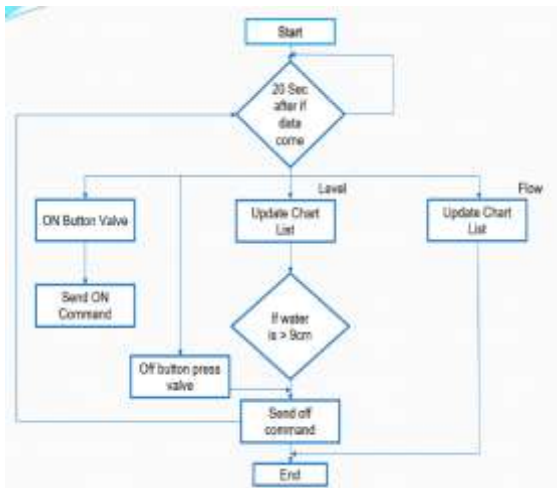 Start
20 Sec
after if
data
come
Level
Flow
ON Button Valve
Update Chart
List
Update Chart
List
Send ON
Command
If water
is > 9cm
Off button press
valve
Send off
command
End